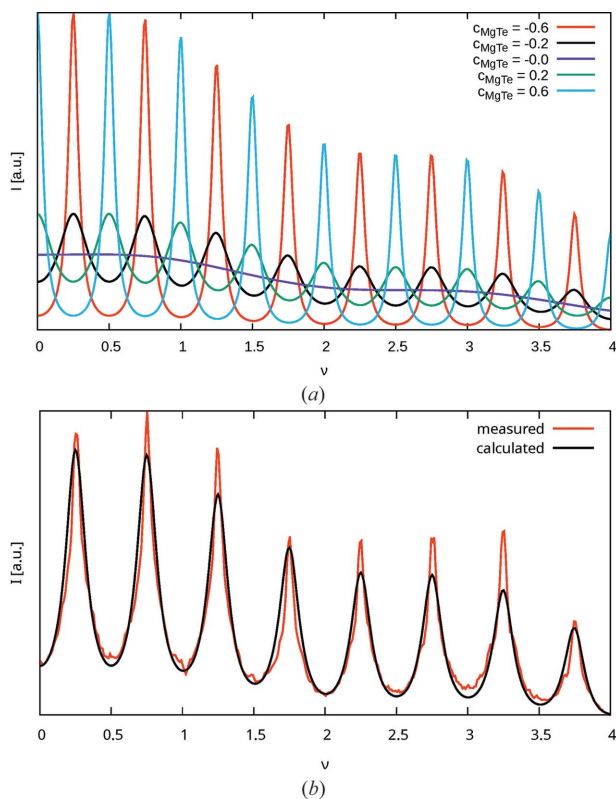 c_MgTe = -0.6
c_MgTe = -0.2
c_MgTe = -0.0
c_MgTe = 0.2
c_MgTe = 0.6
I [a.u.]
0 0.5 1 1.5 2 2.5 3 3.5 4
ν
(a)
measured
calculated
I [a.u.]
0 0.5 1 1.5 2 2.5 3 3.5 4
ν
(b)